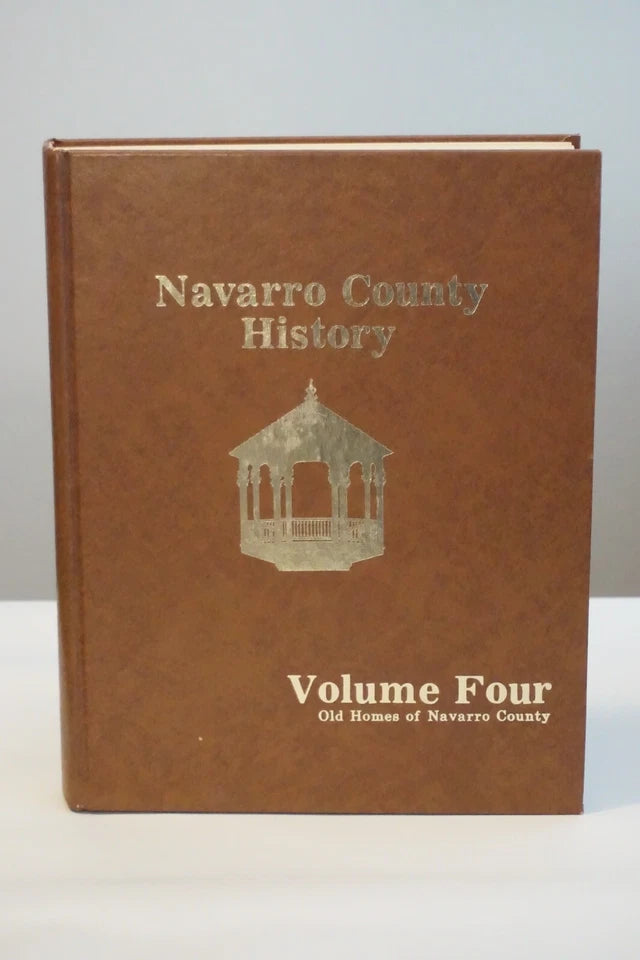 Navarro County
History
Volume Four
Old Homes of Navarro County